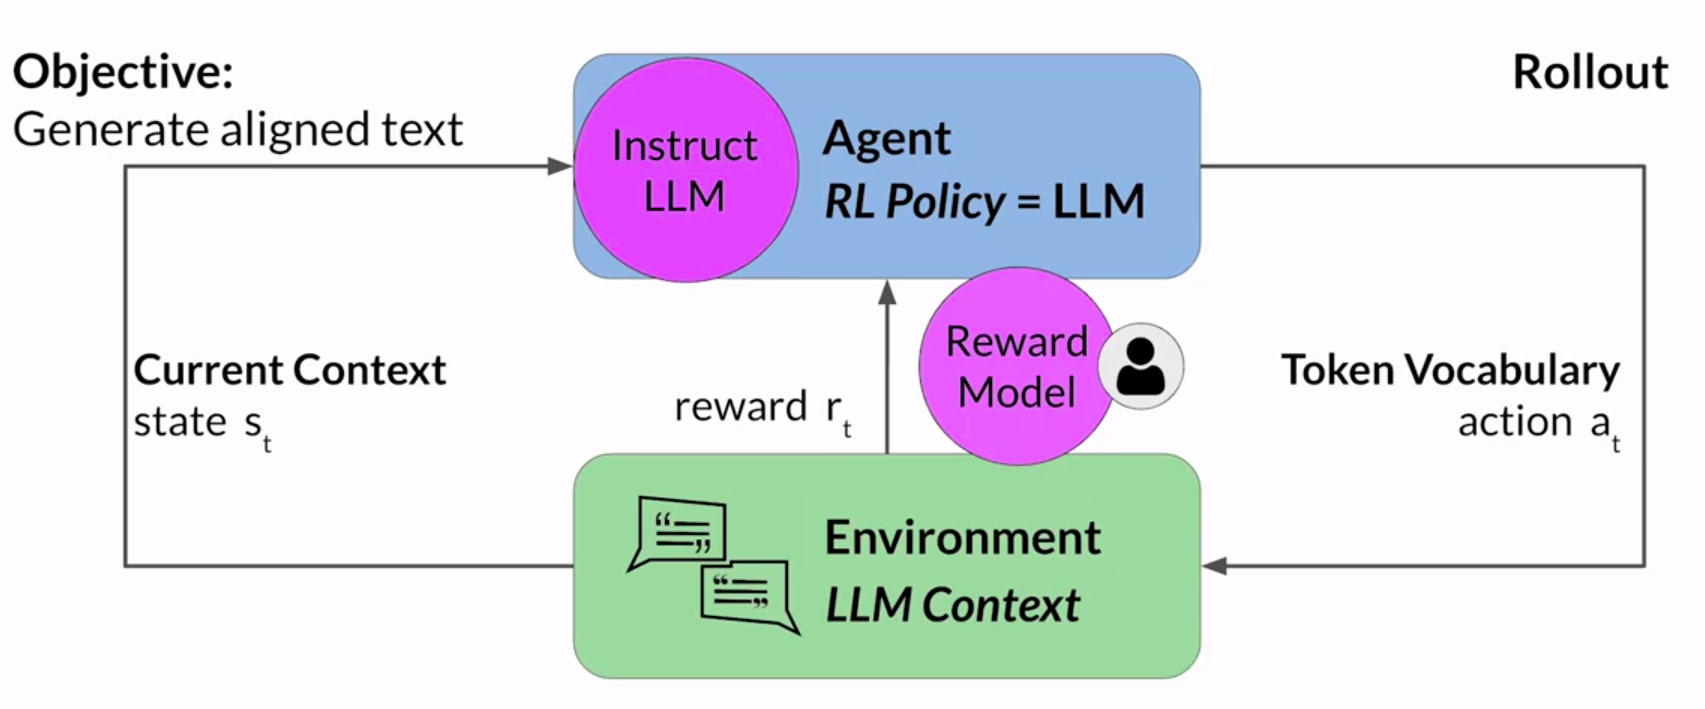 Objective:
Generate aligned text
Rollout
Instruct
LLM
Agent
RL Policy = LLM
Current Context
state s_t
reward r_t
Reward
Model
Token Vocabulary
action a_t
Environment
LLM Context